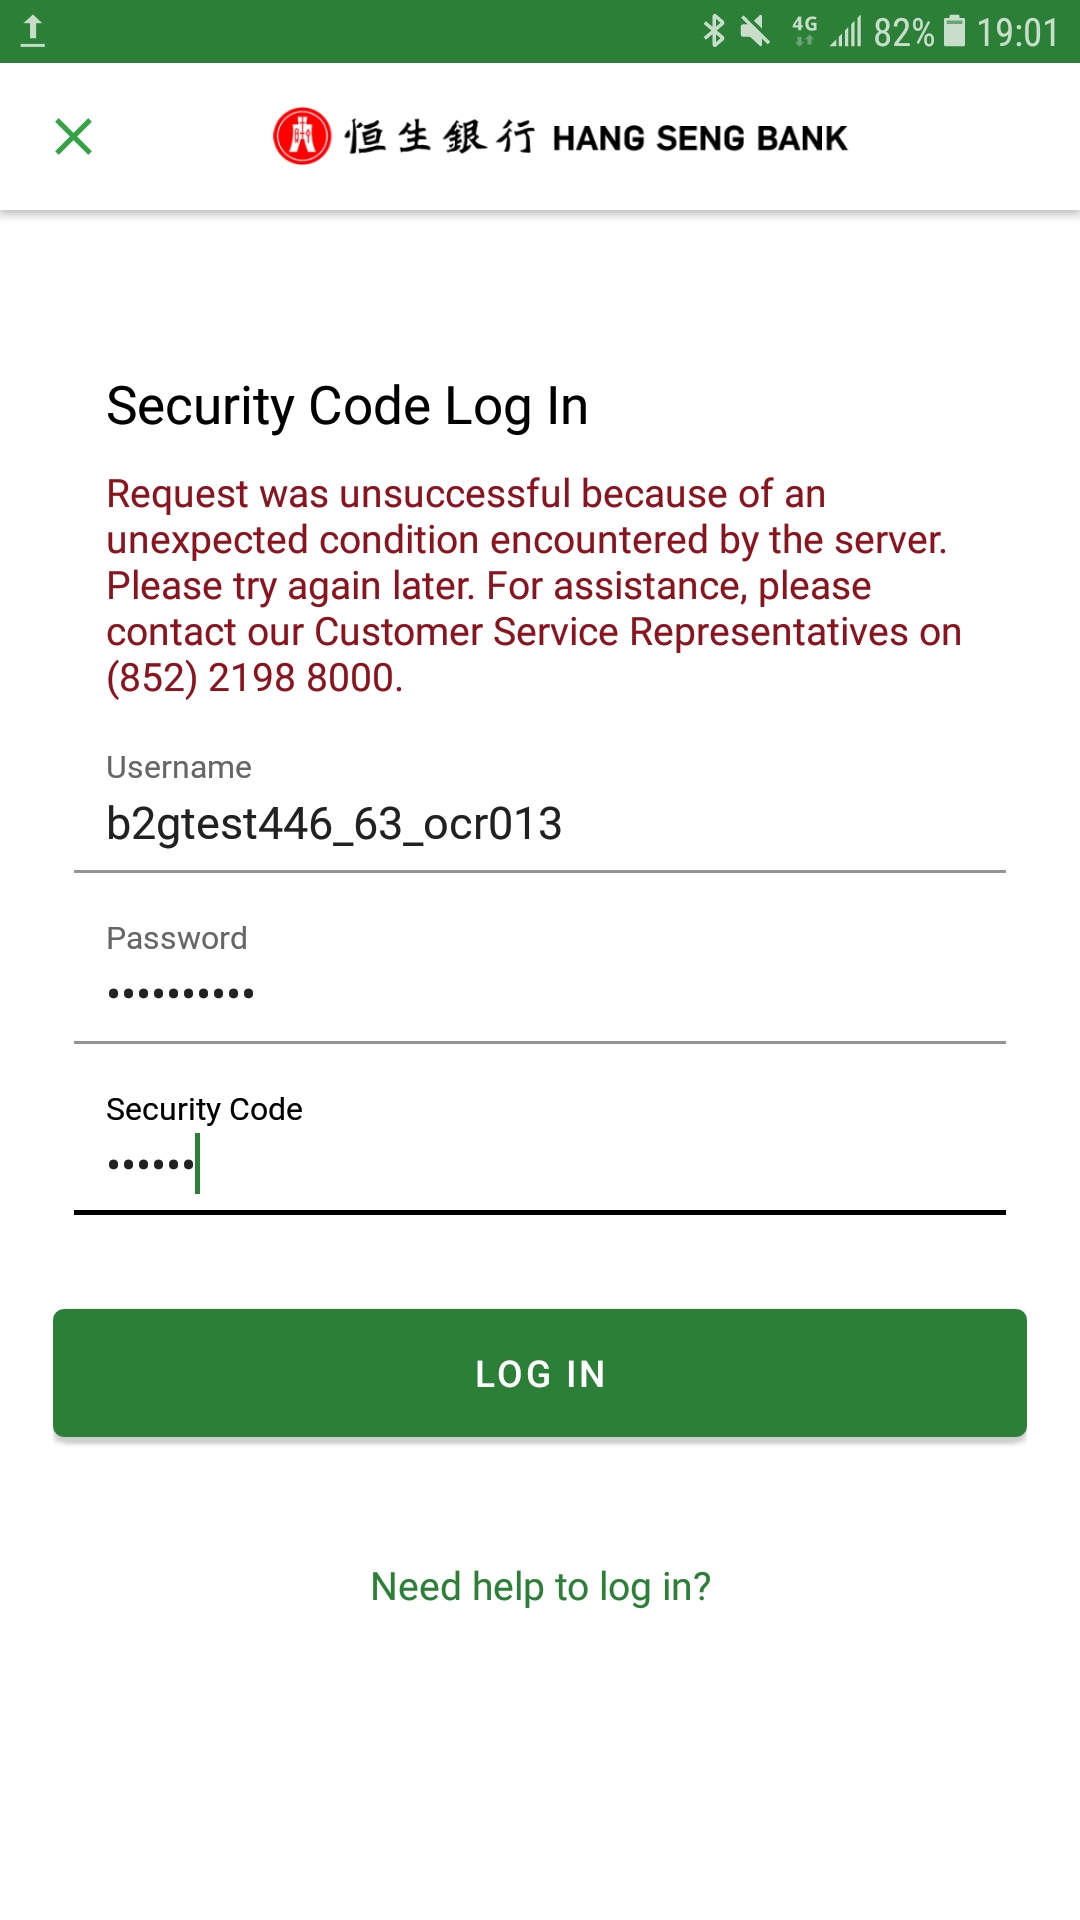 4G 82% 19:01
恒生銀行 HANG SENG BANK
Security Code Log In
Request was unsuccessful because of an
unexpected condition encountered by the server.
Please try again later. For assistance, please
contact our Customer Service Representatives on
(852) 2198 8000.
Username
b2gtest446_63_ocr013
Password
••••••••••
Security Code
••••••
LOG IN
Need help to log in?